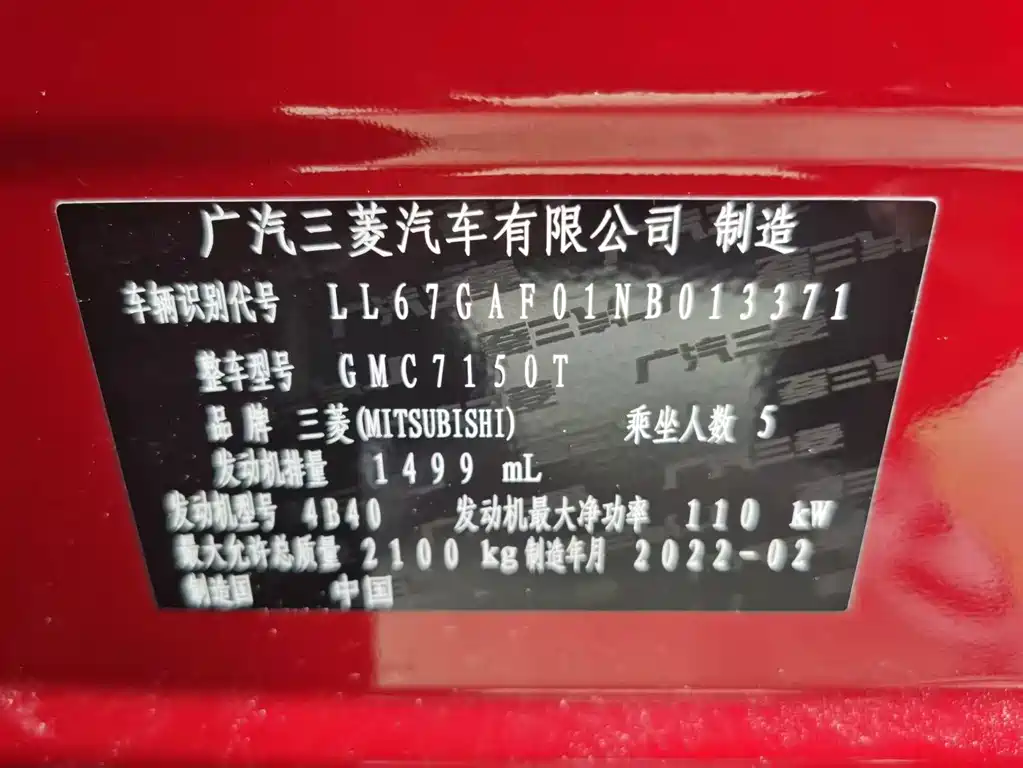 广汽三菱汽车有限公司 制造
车辆识别代号 LL67GAF01NB013371
整车型号 GMC7150T
品牌 三菱(MITSUBISHI) 乘坐人数 5
发动机排量 1499 mL
发动机型号 4B40 发动机最大净功率 110 kW
最大允许总质量 2100 kg 制造年月 2022-02
制造国 中国